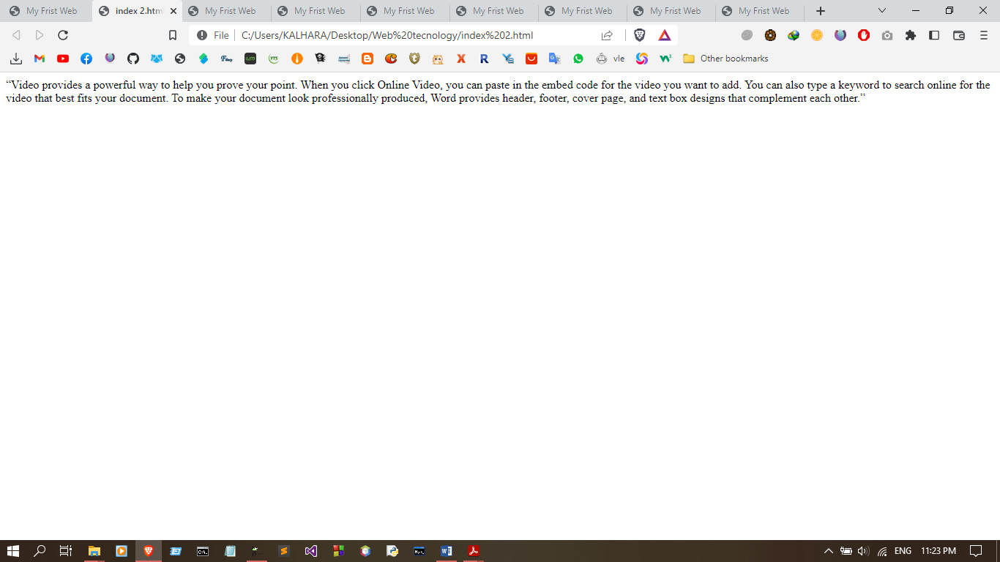 My Frist Web
index 2.htm
My Frist Web
My Frist Web
My Frist Web
My Frist Web
My Frist Web
My Frist Web
My Frist Web
File
C:/Users/KALHARA/Desktop/Web%20tecnology/index%202.html
vle
Other bookmarks
“Video provides a powerful way to help you prove your point. When you click Online Video, you can paste in the embed code for the video you want to add. You can also type a keyword to search online for the
video that best fits your document. To make your document look professionally produced, Word provides header, footer, cover page, and text box designs that complement each other.”
ENG
11:23 PM